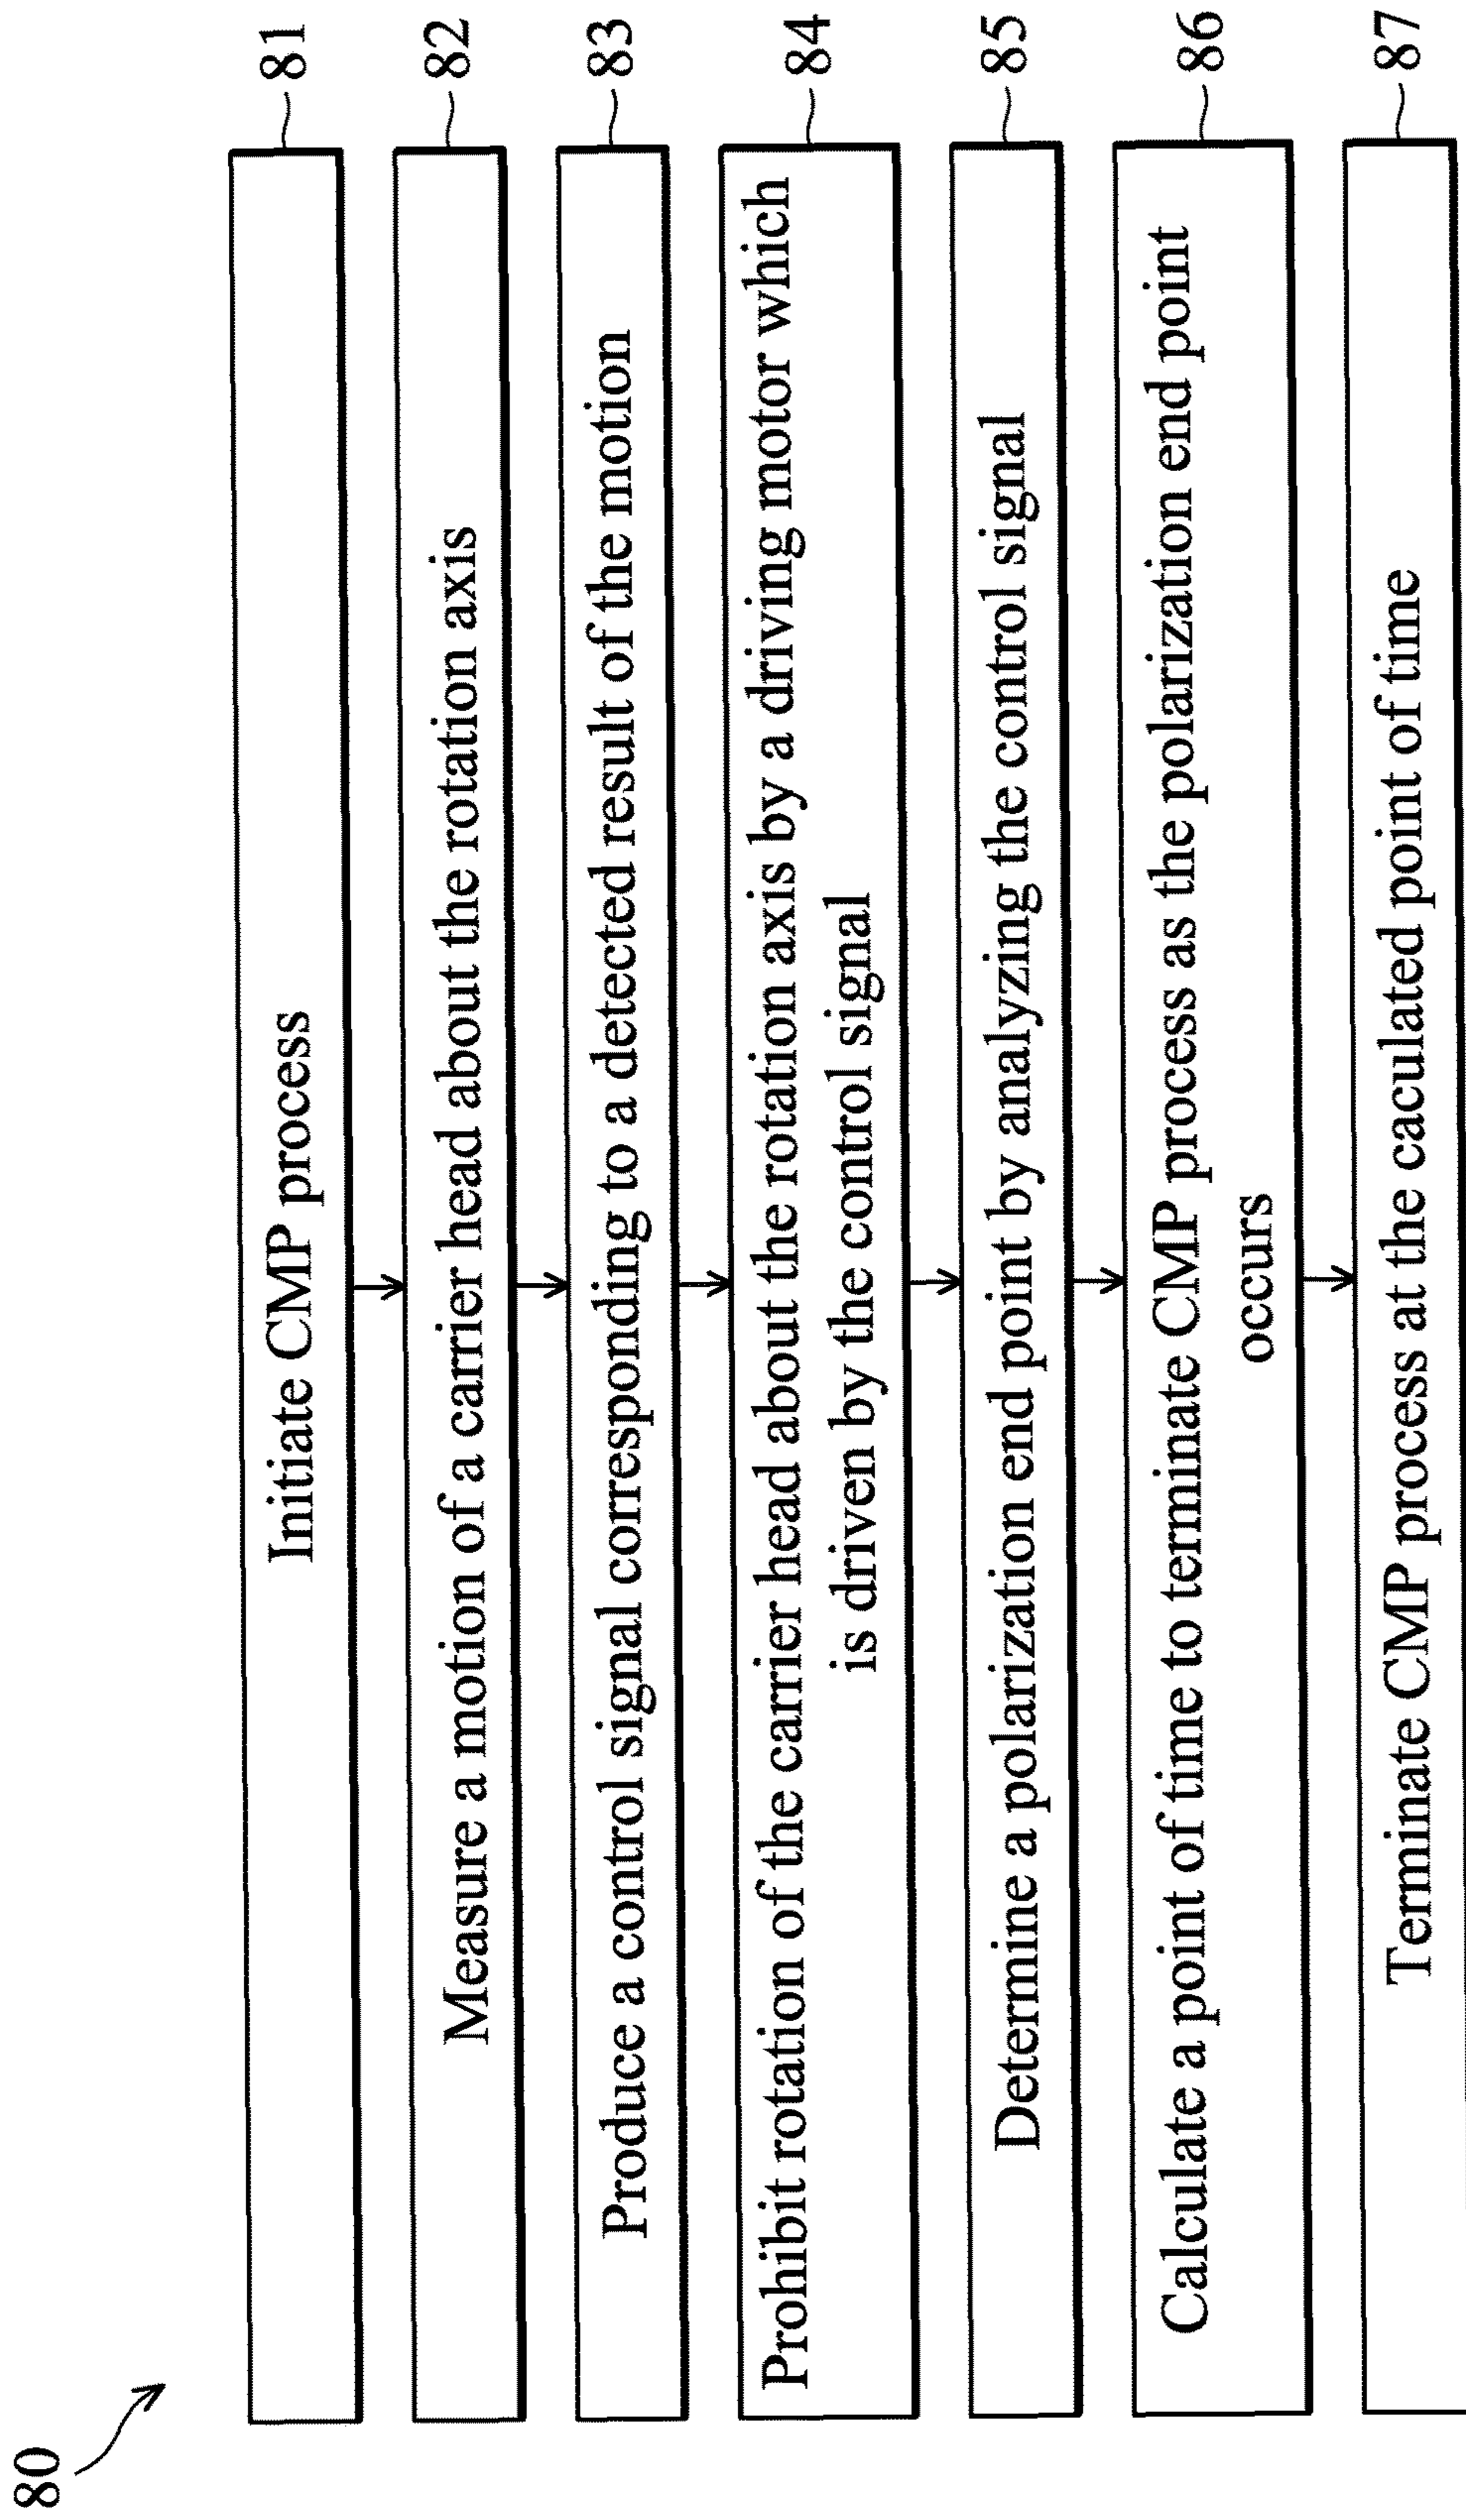 80
Initiate CMP process
81
Measure a motion of a carrier head about the rotation axis
82
Produce a control signal corresponding to a detected result of the motion
83
Prohibit rotation of the carrier head about the rotation axis by a driving motor which
is driven by the control signal
84
Determine a polarization end point by analyzing the control signal
85
Calculate a point of time to terminate CMP process as the polarization end point
occurs
86
Terminate CMP process at the caculated point of time
87